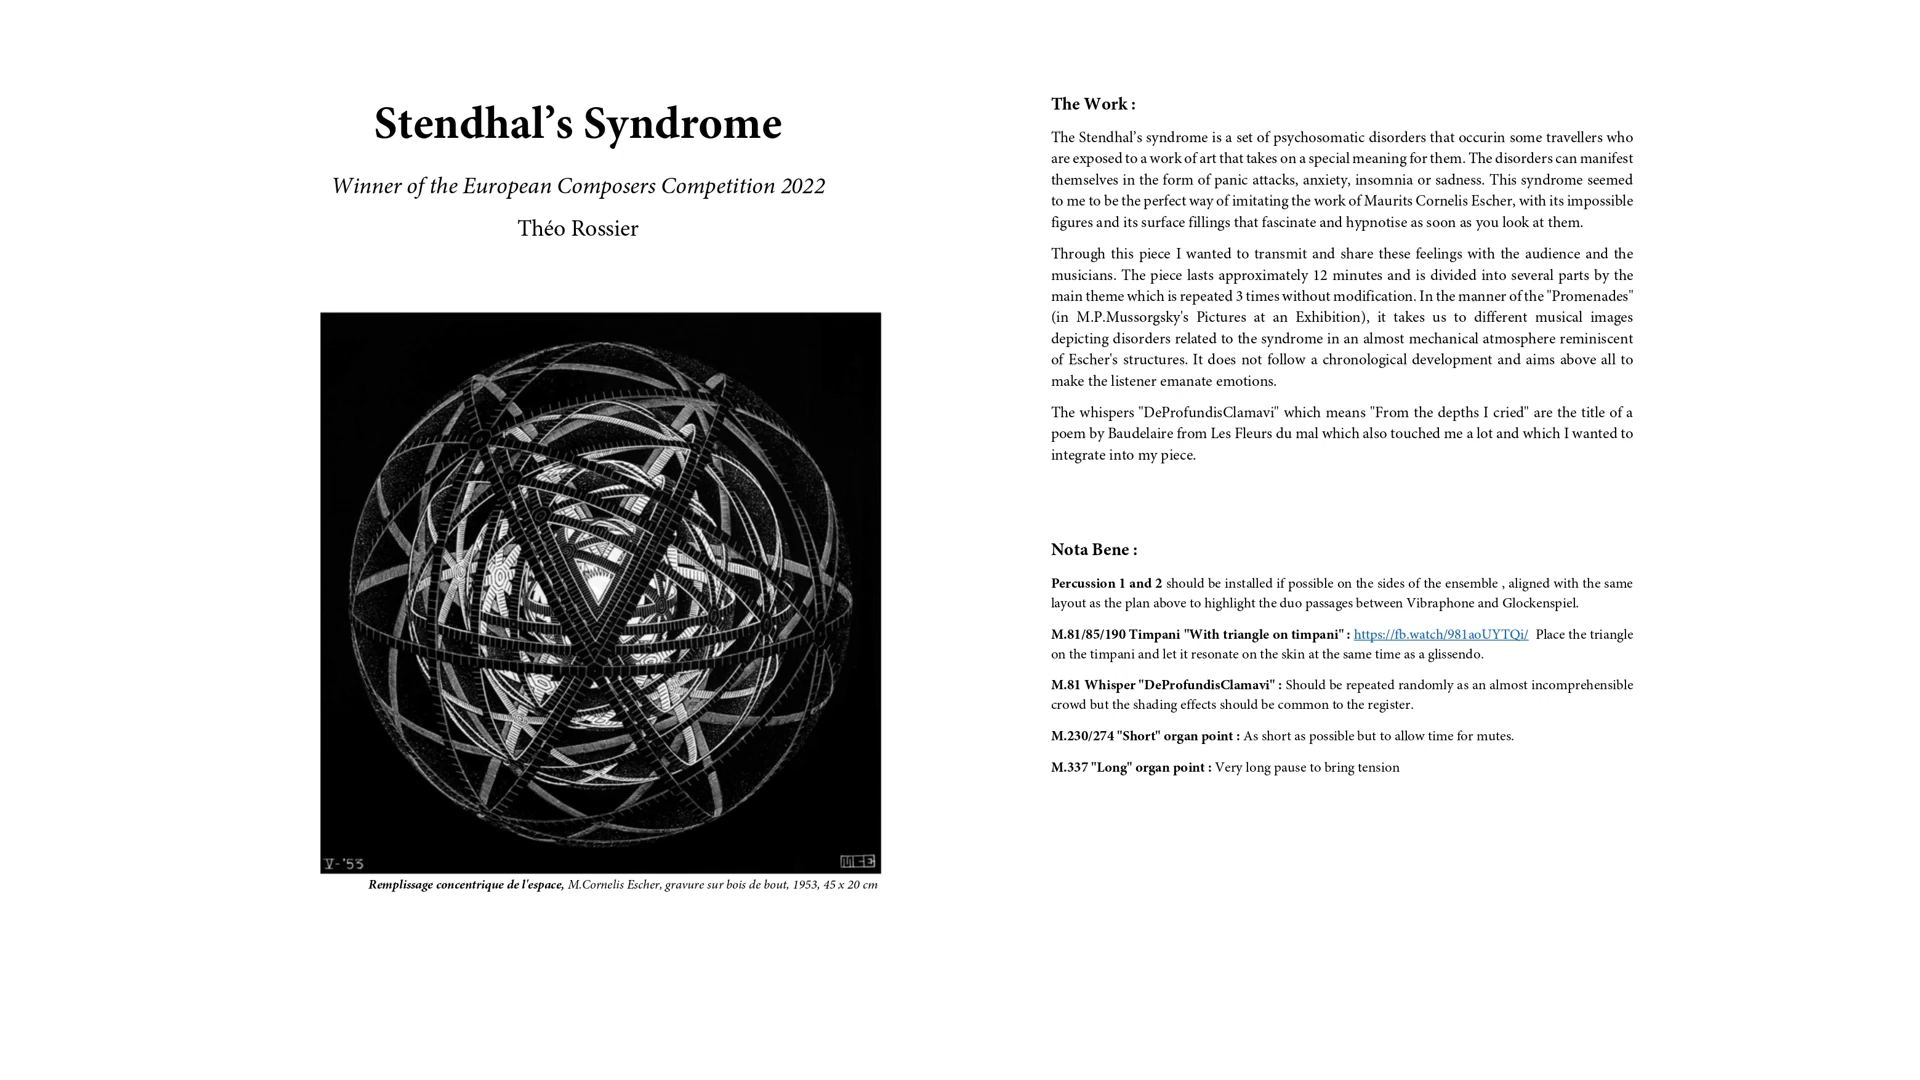 Stendhal’s Syndrome
Winner of the European Composers Competition 2022
Théo Rossier
V-'53
MCE
Remplissage concentrique de l'espace, M.Cornelis Escher, gravure sur bois de bout, 1953, 45 x 20 cm
The Work :
The Stendhal’s syndrome is a set of psychosomatic disorders that occurin some travellers who
are exposed to a work of art that takes on a special meaning for them. The disorders can manifest
themselves in the form of panic attacks, anxiety, insomnia or sadness. This syndrome seemed
to me to be the perfect way of imitating the work of Maurits Cornelis Escher, with its impossible
figures and its surface fillings that fascinate and hypnotise as soon as you look at them.
Through this piece I wanted to transmit and share these feelings with the audience and the
musicians. The piece lasts approximately 12 minutes and is divided into several parts by the
main theme which is repeated 3 times without modification. In the manner of the "Promenades"
(in M.P.Mussorgsky's Pictures at an Exhibition), it takes us to different musical images
depicting disorders related to the syndrome in an almost mechanical atmosphere reminiscent
of Escher's structures. It does not follow a chronological development and aims above all to
make the listener emanate emotions.
The whispers "DeProfundisClamavi" which means "From the depths I cried" are the title of a
poem by Baudelaire from Les Fleurs du mal which also touched me a lot and which I wanted to
integrate into my piece.
Nota Bene :
Percussion 1 and 2 should be installed if possible on the sides of the ensemble , aligned with the same
layout as the plan above to highlight the duo passages between Vibraphone and Glockenspiel.
M.81/85/190 Timpani "With triangle on timpani" : https://fb.watch/981aoUYTQi/ Place the triangle
on the timpani and let it resonate on the skin at the same time as a glissendo.
M.81 Whisper "DeProfundisClamavi" : Should be repeated randomly as an almost incomprehensible
crowd but the shading effects should be common to the register.
M.230/274 "Short" organ point : As short as possible but to allow time for mutes.
M.337 "Long" organ point : Very long pause to bring tension